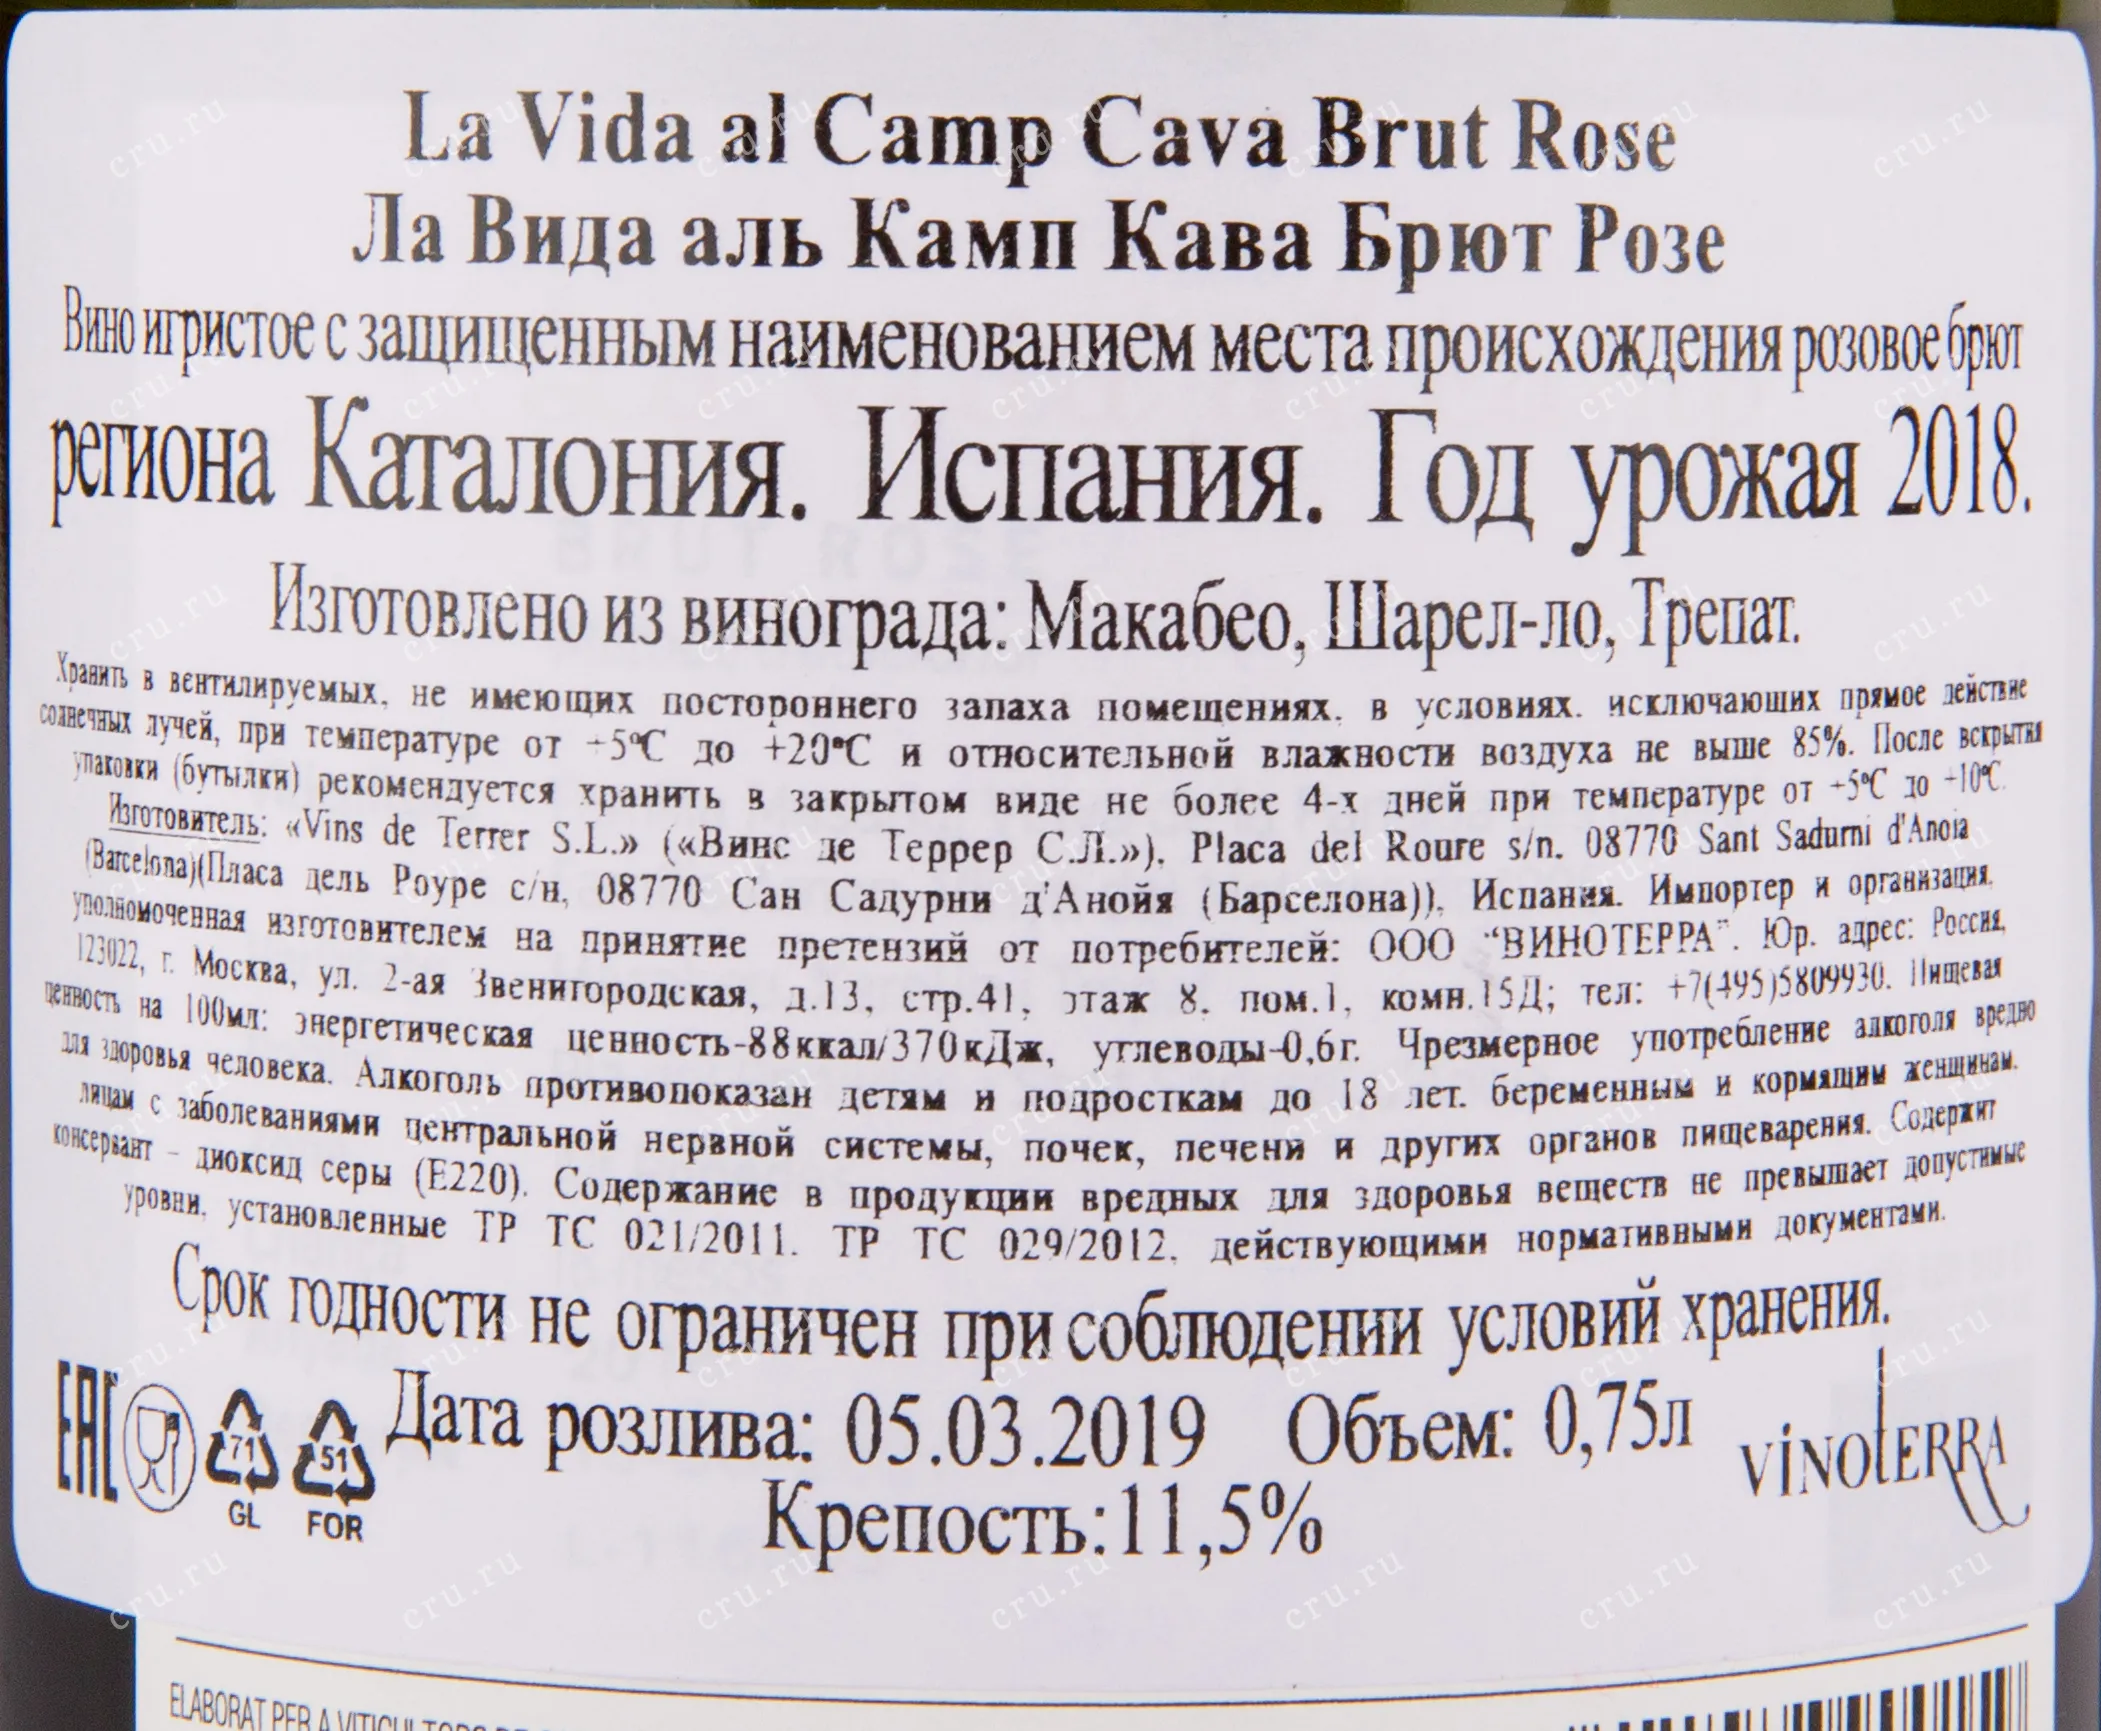 La Vida al Camp Cava Brut Rose
Ла Вида аль Камп Кава Брют Розе
Вино игристое с защищенным наименованием места происхождения розовое брют
региона Каталония. Испания. Год урожая 2018.
Изготовлено из винограда: Макабео, Шарел-ло, Трепат.
Хранить в вентилируемых, не имеющих постороннего запаха помещениях, в условиях, исключающих прямое действие
солнечных лучей, при температуре от +5°C до +20°C и относительной влажности воздуха не выше 85%. После вскрытия
упаковки (бутылки) рекомендуется хранить в закрытом виде не более 4-х дней при температуре от +5°C до +10°C.
Изготовитель: «Vins de Terrer S.L.» («Винс де Террер С.Л.»), Placa del Roure s/n. 08770 Sant Sadurni d'Anoia
(Barcelona)(Пласа дель Роуре с/н, 08770 Сан Садурни д'Анойя (Барселона)), Испания. Импортер и организация,
уполномоченная изготовителем на принятие претензий от потребителей: ООО "ВИНОТЕРРА". Юр. адрес: Россия,
123022, г. Москва, ул. 2-ая Звенигородская, д.13, стр.41, этаж 8, пом.1, комн.15Д; тел: +7(495)5809930. Пищевая
ценность на 100мл: энергетическая ценность-88ккал/370кДж, углеводы-0,6г. Чрезмерное употребление алкоголя вредно
для здоровья человека. Алкоголь противопоказан детям и подросткам до 18 лет, беременным и кормящим женщинам,
лицам с заболеваниями центральной нервной системы, почек, печени и других органов пищеварения. Содержит
консервант – диоксид серы (E220). Содержание в продукции вредных для здоровья веществ не превышает допустимые
уровни, установленные ТР ТС 021/2011, ТР ТС 029/2012, действующими нормативными документами.
Срок годности не ограничен при соблюдении условий хранения.
EAC
71
GL
51
FOR
Дата розлива: 05.03.2019 Объем: 0,75л
Крепость:11,5%
VINOTERRA
ELABORAT PER A VITICULTORS
cru.ru